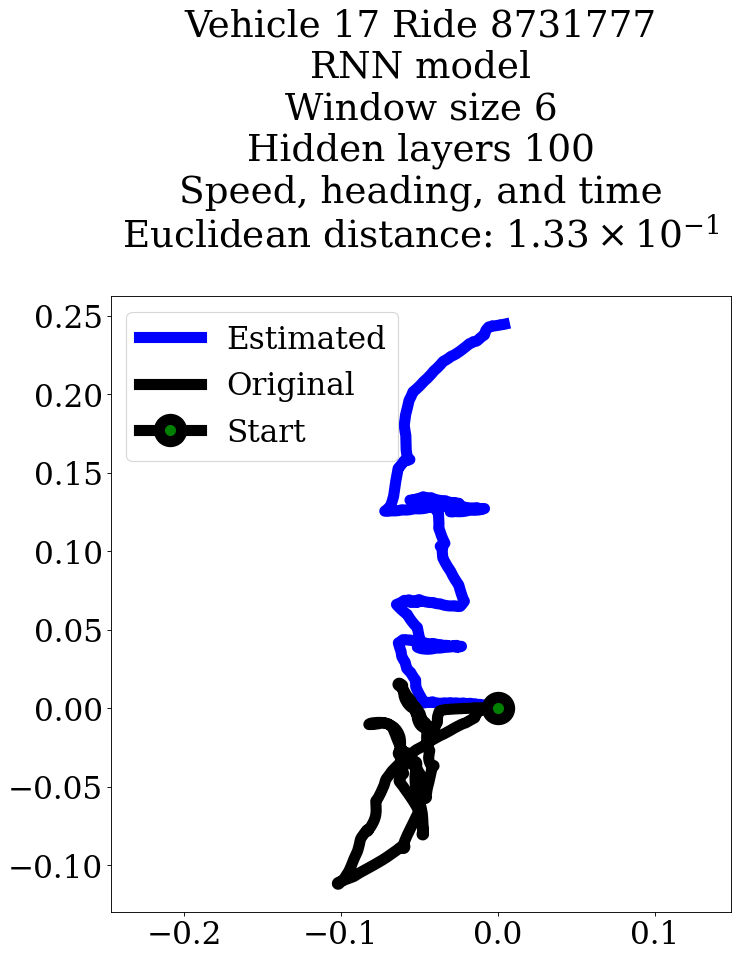 Vehicle 17 Ride 8731777
RNN model
Window size 6
Hidden layers 100
Speed, heading, and time
Euclidean distance: 1.33 × 10⁻¹
Estimated
Original
Start
0.25
0.20
0.15
0.10
0.05
0.00
−0.05
−0.10
−0.2 −0.1 0.0 0.1